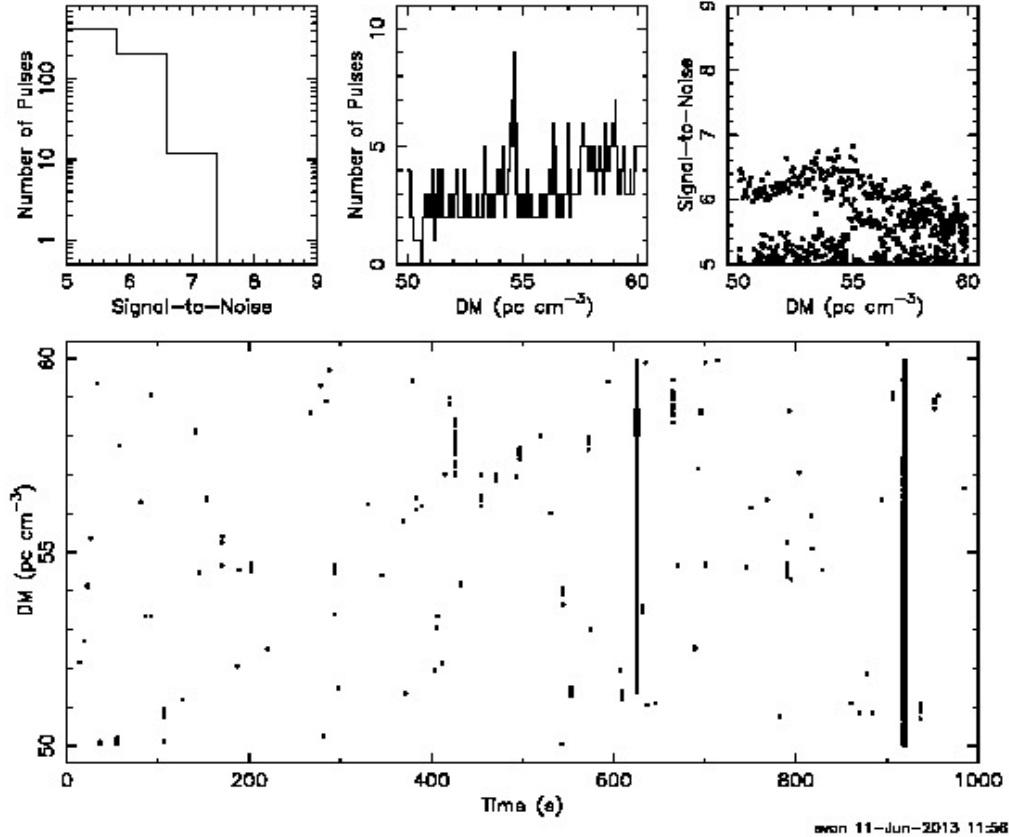 Number of Pulses
100
10
1
5 6 7 8 9
Signal-to-Noise
Number of Pulses
10
5
0
50 55 60
DM (pc cm⁻³)
Signal-to-Noise
9
8
7
6
5
50 55 60
DM (pc cm⁻³)
DM (pc cm⁻³)
60
55
50
0 200 400 600 800 1000
Time (s)
11-Jun-2013 11:56